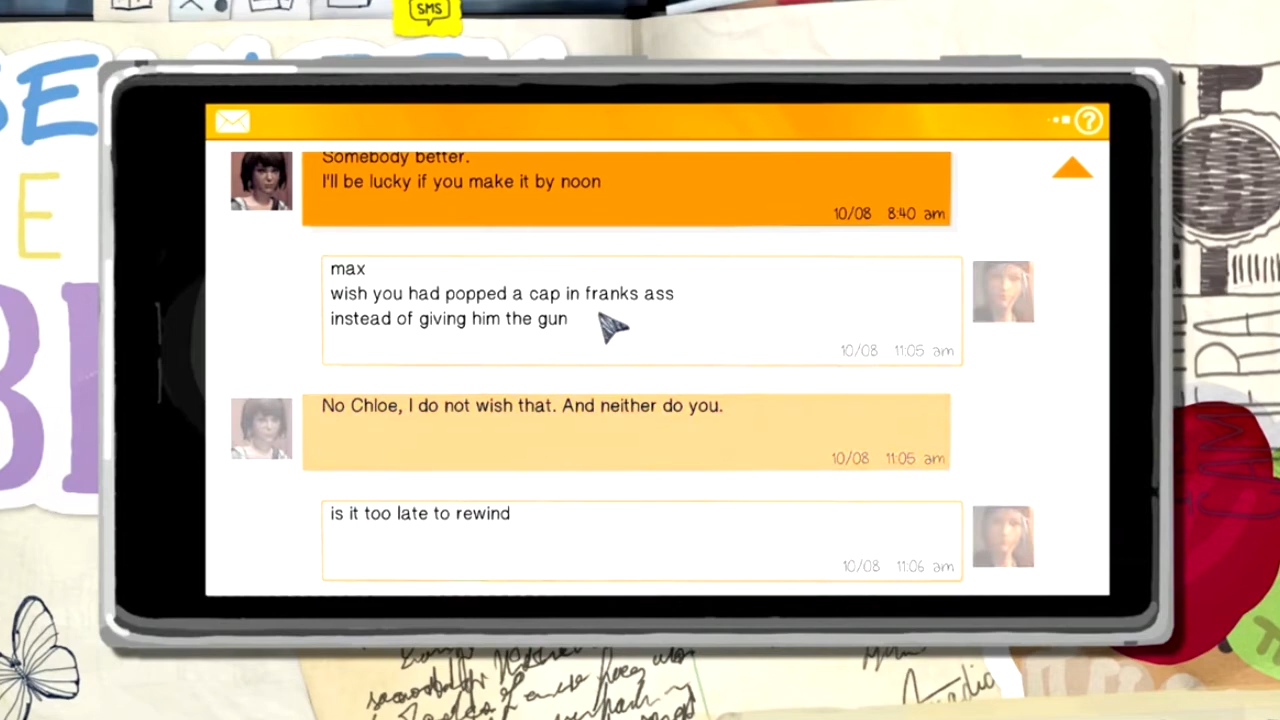 SMS
Somebody better.
I'll be lucky if you make it by noon
10/08 8:40 am
max
wish you had popped a cap in franks ass
instead of giving him the gun
10/08 11:05 am
No Chloe, I do not wish that. And neither do you.
10/08 11:05 am
is it too late to rewind
10/08 11:06 am